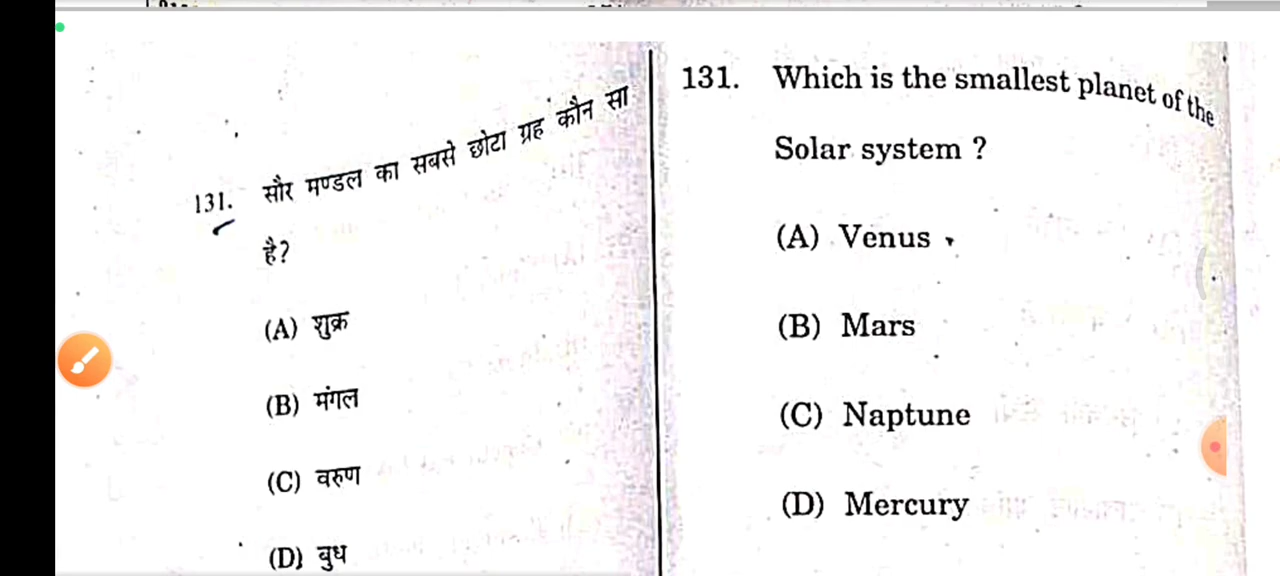 131. सौर मण्डल का सबसे छोटा ग्रह कौन सा
है?
(A) शुक्र
(B) मंगल
(C) वरुण
(D) बुध
131. Which is the smallest planet of the
Solar system ?
(A) Venus
(B) Mars
(C) Naptune
(D) Mercury